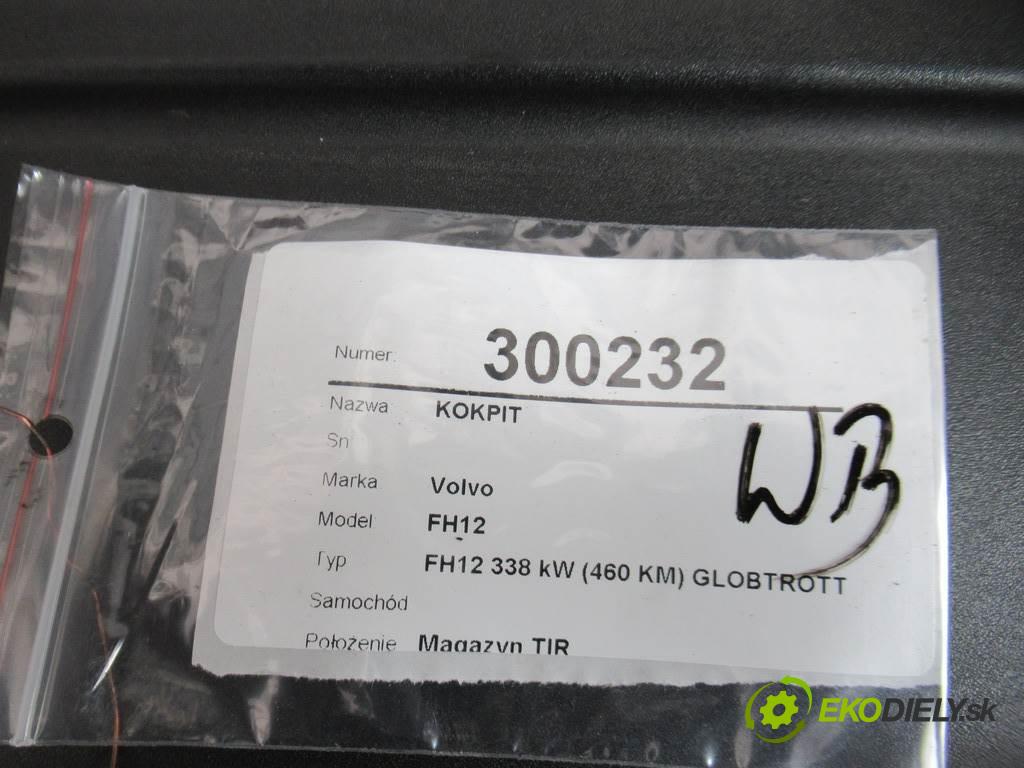 Numer: 300232
Nazwa KOKPIT
Sn
Marka Volvo
Model FH12
Typ FH12 338 kW (460 KM) GLOBTROTT
Samochód
Położenie Magazyn TIR
WB
EKODIELY.sk